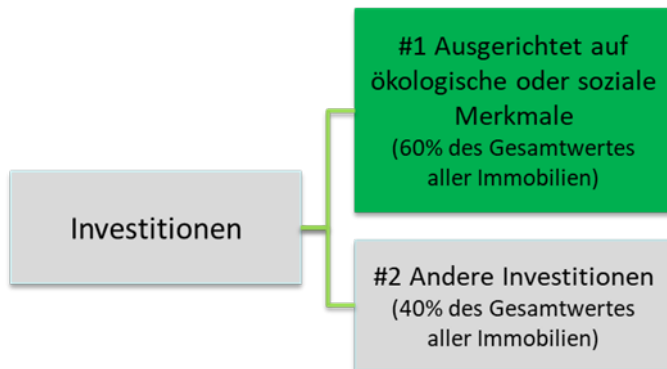 #1 Ausgerichtet auf
ökologische oder soziale
Merkmale
(60% des Gesamtwertes
aller Immobilien)
Investitionen
#2 Andere Investitionen
(40% des Gesamtwertes
aller Immobilien)